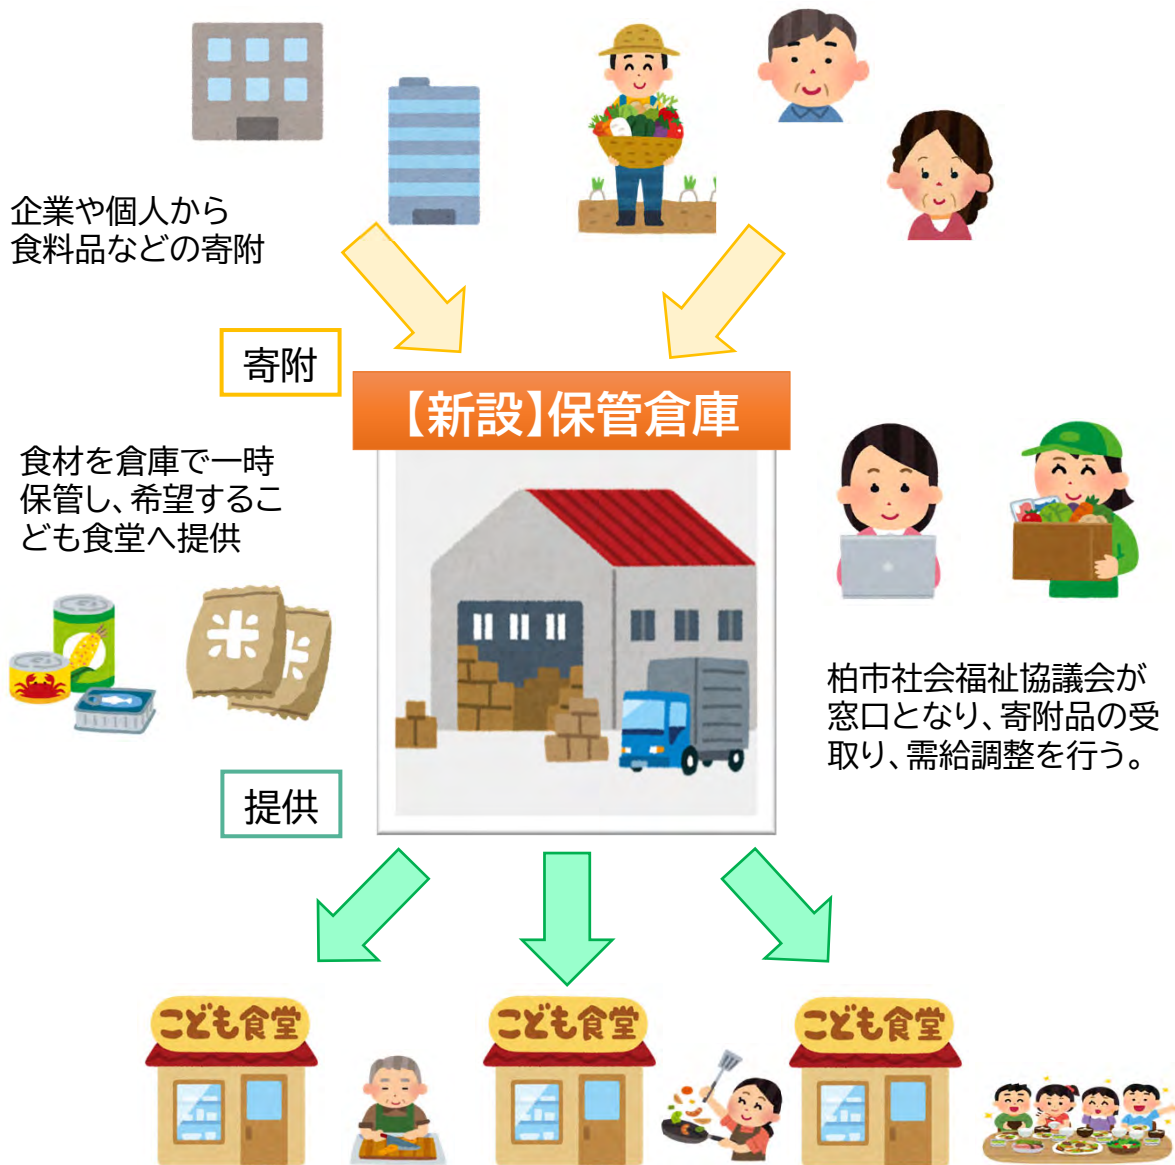 企業や個人から
食料品などの寄附
寄附
【新設】保管倉庫
食材を倉庫で一時
保管し、希望するこ
ども食堂へ提供
米
米
柏市社会福祉協議会が
窓口となり、寄附品の受
取り、需給調整を行う。
提供
こども食堂
こども食堂
こども食堂